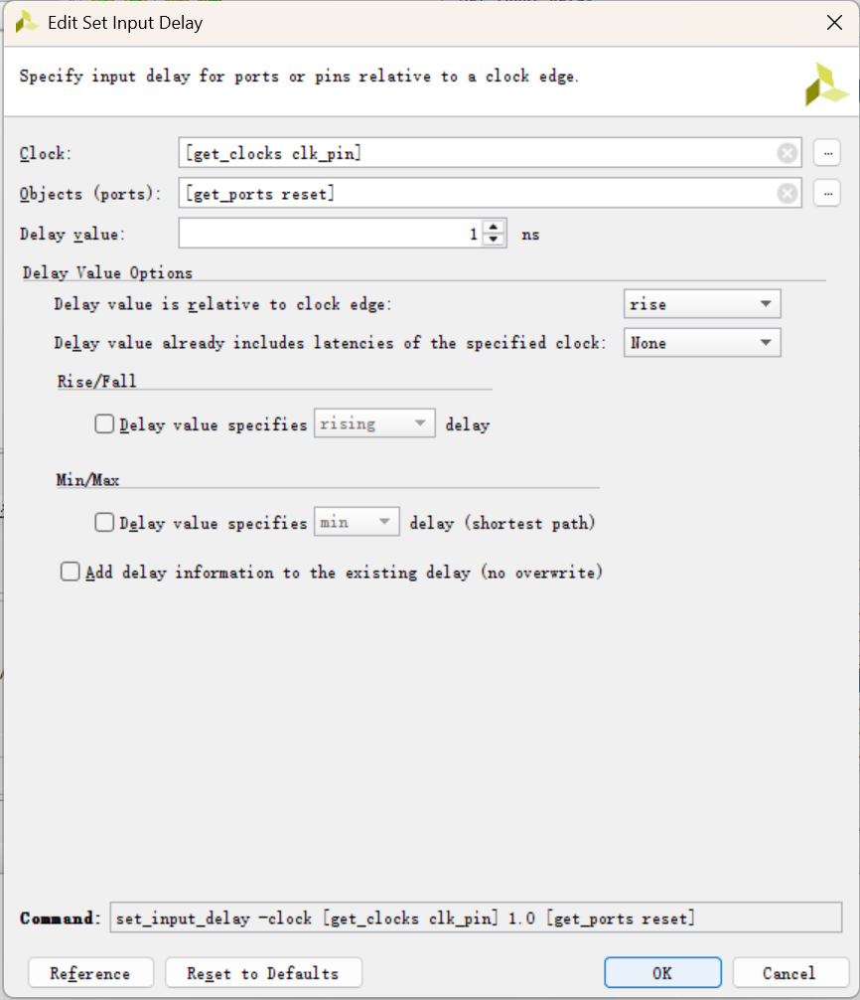 Edit Set Input Delay
Specify input delay for ports or pins relative to a clock edge.
Clock: [get_clocks clk_pin] ...
Objects (ports): [get_ports reset] ...
Delay value: 1 ns
Delay Value Options
Delay value is relative to clock edge: rise
Delay value already includes latencies of the specified clock: None
Rise/Fall
Delay value specifies rising delay
Min/Max
Delay value specifies min delay (shortest path)
Add delay information to the existing delay (no overwrite)
Command: set_input_delay -clock [get_clocks clk_pin] 1.0 [get_ports reset]
Reference Reset to Defaults OK Cancel